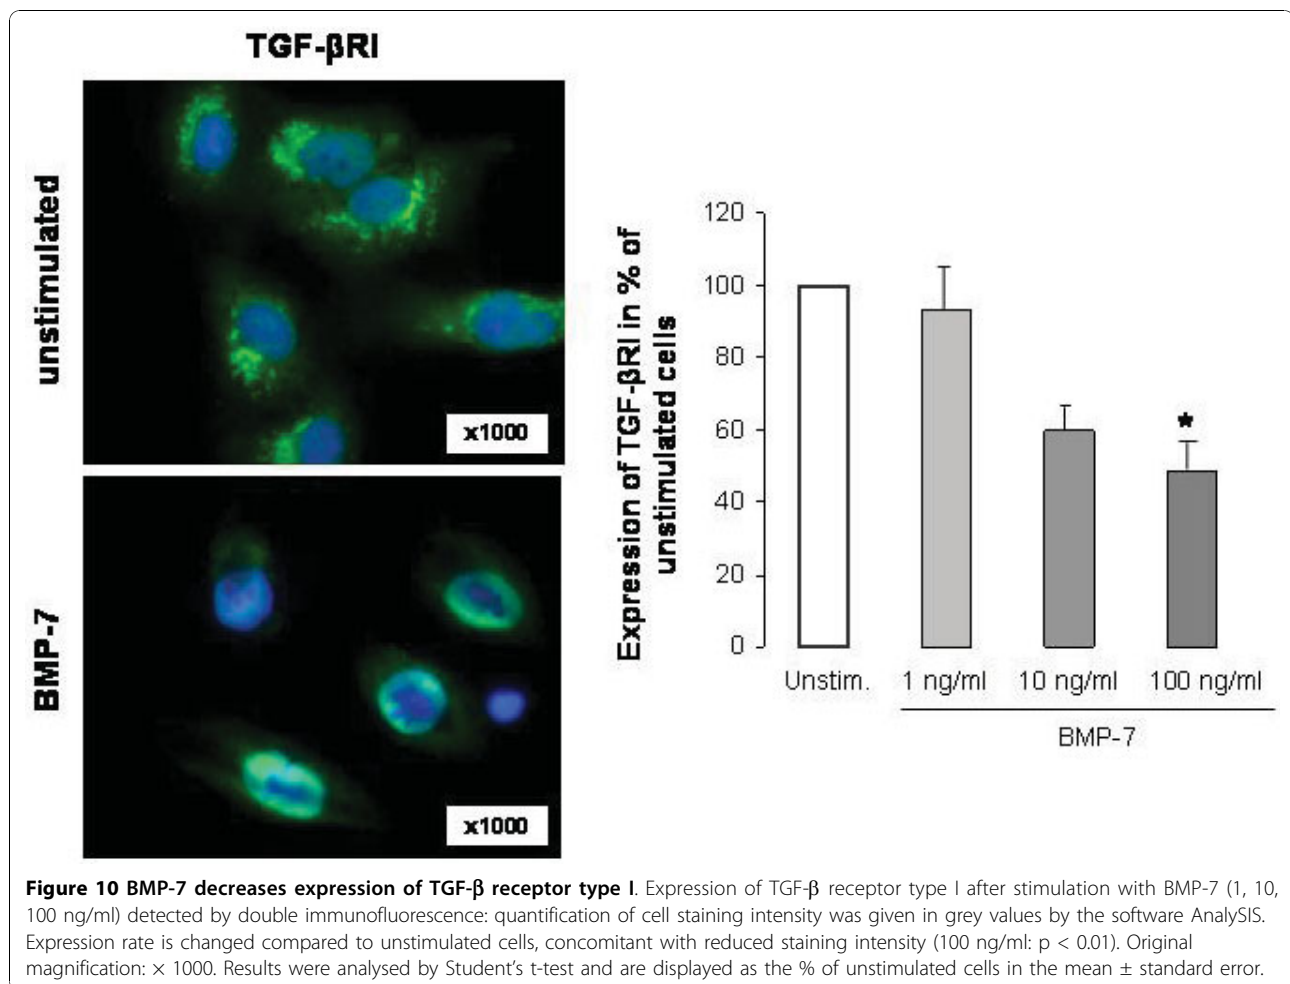 TGF-βRI
unstimulated
x1000
BMP-7
x1000
Expression of TGF-βRI in % of
unstimulated cells
120
100
80
60
40
20
0
*
Unstim. 1 ng/ml 10 ng/ml 100 ng/ml
BMP-7
Figure 10 BMP-7 decreases expression of TGF-β receptor type I. Expression of TGF-β receptor type I after stimulation with BMP-7 (1, 10,
100 ng/ml) detected by double immunofluorescence: quantification of cell staining intensity was given in grey values by the software AnalySIS.
Expression rate is changed compared to unstimulated cells, concomitant with reduced staining intensity (100 ng/ml: p < 0.01). Original
magnification: × 1000. Results were analysed by Student's t-test and are displayed as the % of unstimulated cells in the mean ± standard error.